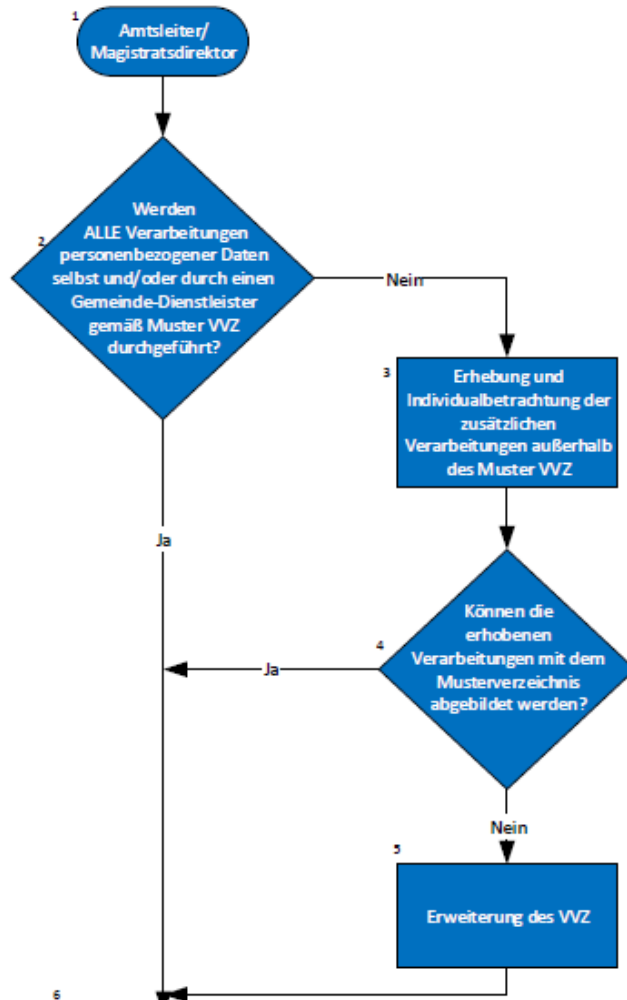 1
Amtsleiter/
Magistratsdirektor
2
Werden
ALLE Verarbeitungen
personenbezogener Daten
selbst und/oder durch einen
Gemeinde-Dienstleister
gemäß Muster VVZ
durchgeführt?
Nein
3
Erhebung und
Individualbetrachtung der
zusätzlichen
Verarbeitungen außerhalb
des Muster VVZ
Ja
4
Können die
erhobenen
Verarbeitungen mit dem
Musterverzeichnis
abgebildet werden?
Ja
Nein
5
Erweiterung des VVZ
6